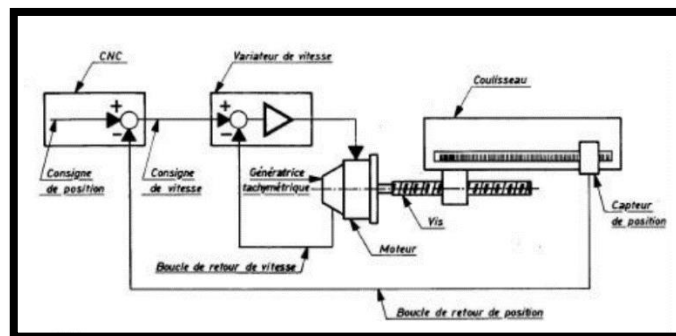 CNC
Variateur de vitesse
Coulisseau
+
-
+
-
Consigne
de position
Consigne
de vitesse
Génératrice
tachymétrique
Vis
Capteur
de position
Moteur
Boucle de retour de vitesse
Boucle de retour de position